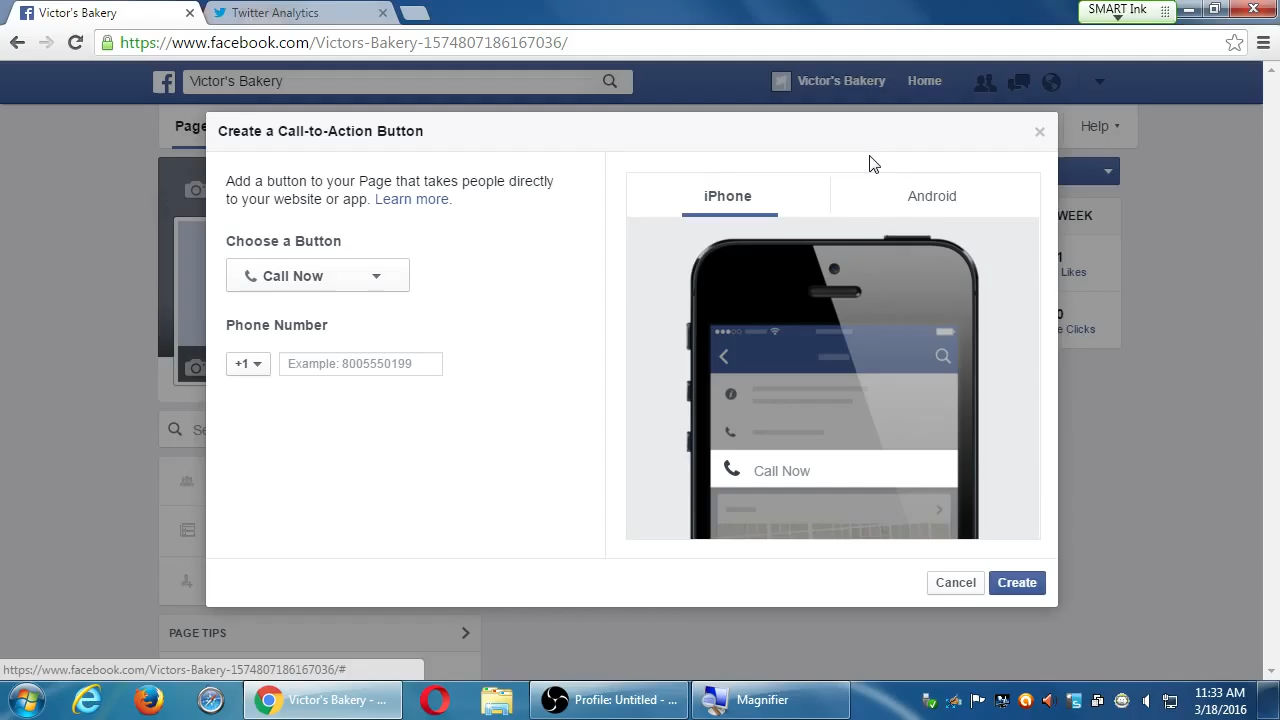 Victor's Bakery
Twitter Analytics
SMART Ink
https://www.facebook.com/Victors-Bakery-1574807186167036/
Victor's Bakery
Victor's Bakery
Home
Page
Help
Create a Call-to-Action Button
Add a button to your Page that takes people directly
to your website or app. Learn more.
Choose a Button
Call Now
Phone Number
+1
Example: 8005550199
iPhone
Android
Call Now
Cancel
Create
WEEK
1
Likes
0
e Clicks
Se
PAGE TIPS
https://www.facebook.com/Victors-Bakery-1574807186167036/#
Victor's Bakery - ...
Profile: Untitled - ...
Magnifier
11:33 AM
3/18/2016